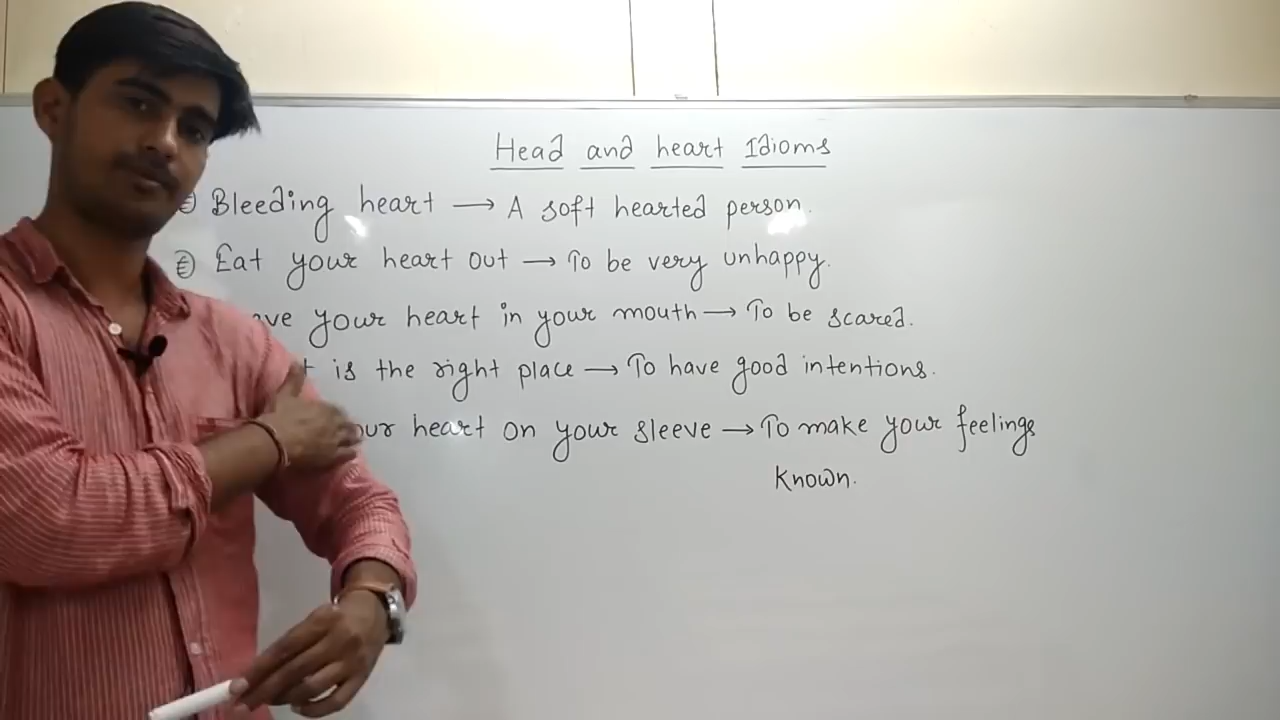 Head and heart Idioms
Bleeding heart → A soft hearted person.
Eat your heart out → To be very unhappy.
your heart in your mouth → To be scared.
is the right place → To have good intentions.
heart on your sleeve → To make your feelings
Known.